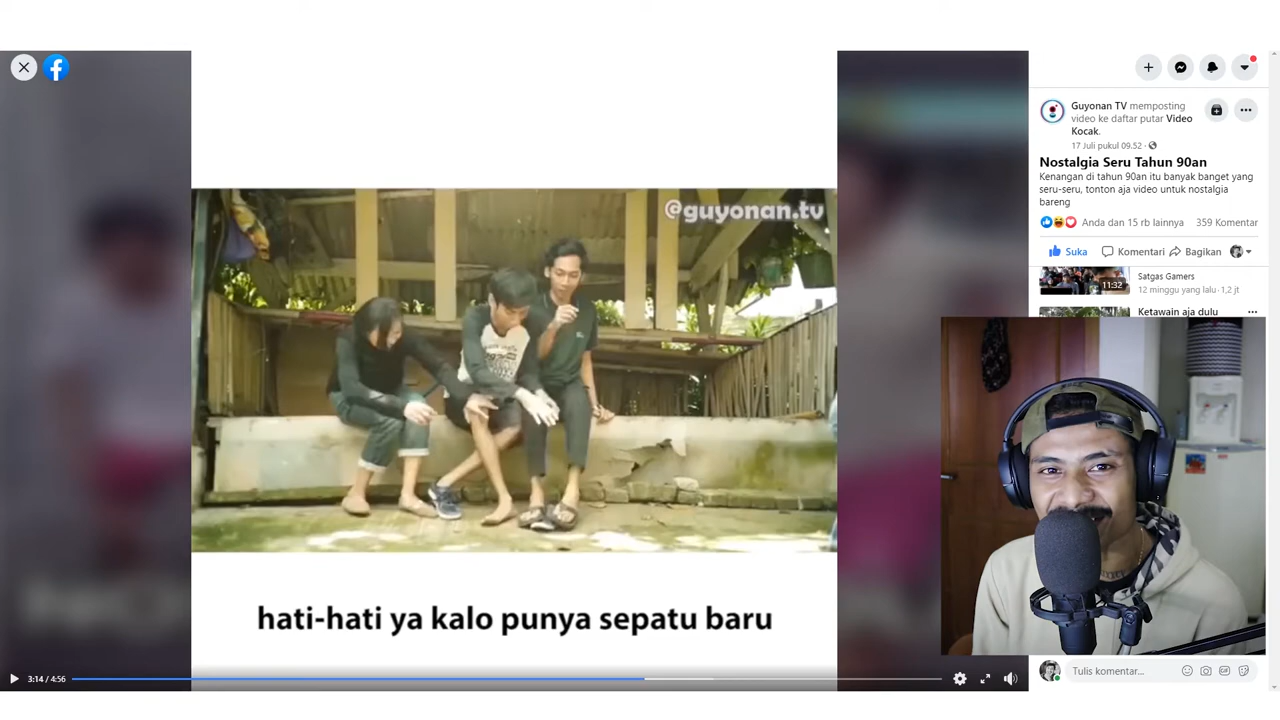 @guyonan.tv
hati-hati ya kalo punya sepatu baru
3:14 / 4:56
Guyonan TV memposting
video ke daftar putar Video
Kocak.
17 Juli pukul 09.52 ·
Nostalgia Seru Tahun 90an
Kenangan di tahun 90an itu banyak banget yang
seru-seru, tonton aja video untuk nostalgia
bareng
Anda dan 15 rb lainnya 359 Komentar
Suka Komentari Bagikan
11:32
Satgas Gamers
12 minggu yang lalu · 1,2 jt
Ketawain aja dulu
Tulis komentar...